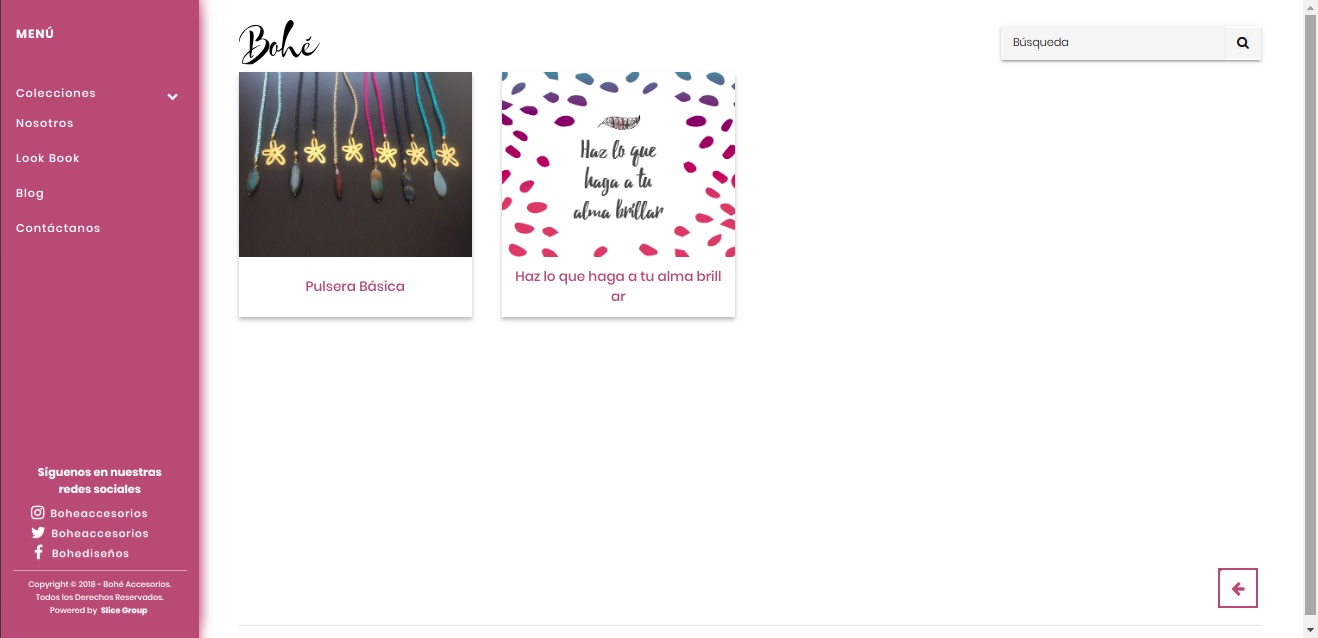 MENÚ
Colecciones
Nosotros
Look Book
Blog
Contáctanos
Síguenos en nuestras
redes sociales
Boheaccesorios
Boheaccesorios
Bohediseños
Copyright © 2018 - Bohé Accesorios.
Todos los Derechos Reservados.
Powered by Slice Group
Bohé
Búsqueda
Pulsera Básica
Haz lo que
haga a tu
alma brillar
Haz lo que haga a tu alma brill
ar